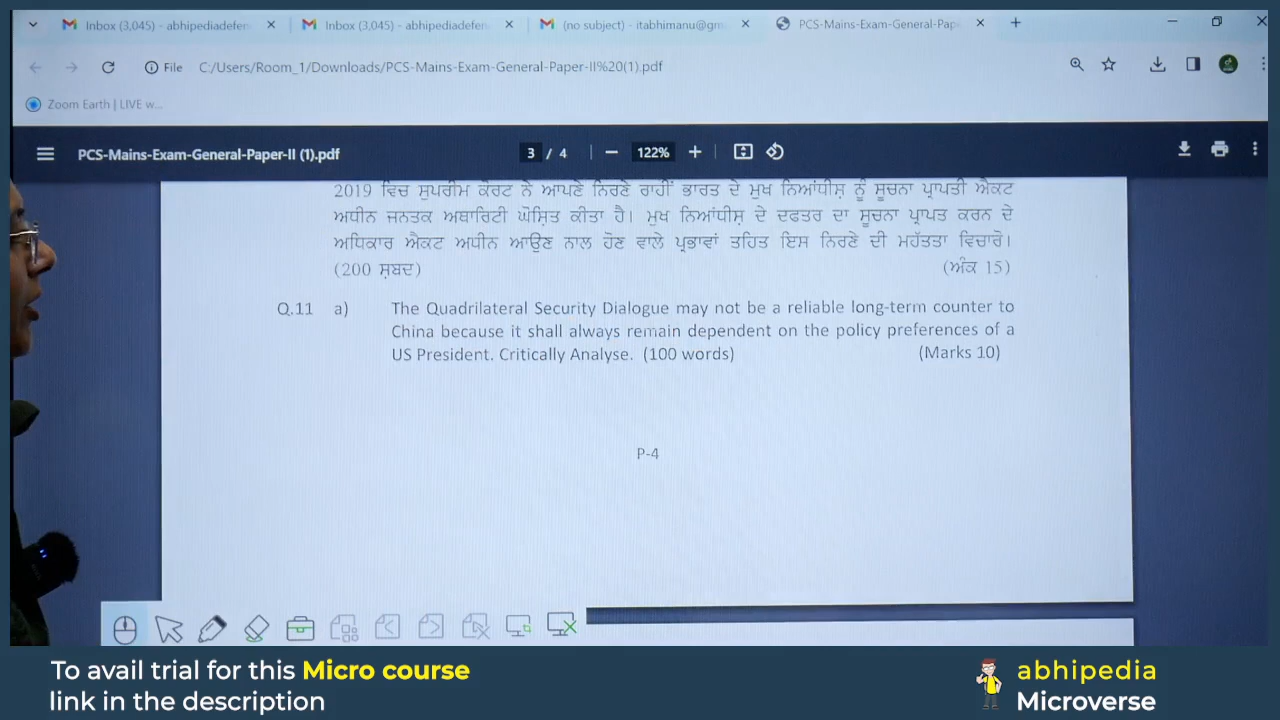 Inbox (3,045) - abhipediadefen
Inbox (3,045) - abhipediadefen
(no subject) - itabhimanu@gm
PCS-Mains-Exam-General-Pape
File C:/Users/Room_1/Downloads/PCS-Mains-Exam-General-Paper-II%20(1).pdf
Zoom Earth | LIVE w...
PCS-Mains-Exam-General-Paper-II (1).pdf
3 / 4
122%
2019 ਵਿਚ ਸੁਪਰੀਮ ਕੋਰਟ ਨੇ ਆਪਣੇ ਨਿਰਣੇ ਰਾਹੀਂ ਭਾਰਤ ਦੇ ਮੁਖ ਨਿਆਂਧੀਸ਼ ਨੂੰ ਸੂਚਨਾ ਪ੍ਰਾਪਤੀ ਐਕਟ
ਅਧੀਨ ਜਨਤਕ ਅਥਾਰਿਟੀ ਘੋਸ਼ਿਤ ਕੀਤਾ ਹੈ। ਮੁਖ ਨਿਆਂਧੀਸ਼ ਦੇ ਦਫਤਰ ਦਾ ਸੂਚਨਾ ਪ੍ਰਾਪਤ ਕਰਨ ਦੇ
ਅਧਿਕਾਰ ਐਕਟ ਅਧੀਨ ਆਉਣ ਨਾਲ ਹੋਣ ਵਾਲੇ ਪ੍ਰਭਾਵਾਂ ਤਹਿਤ ਇਸ ਨਿਰਣੇ ਦੀ ਮਹੱਤਤਾ ਵਿਚਾਰੋ।
(200 ਸ਼ਬਦ) (ਅੰਕ 15)
Q.11 a) The Quadrilateral Security Dialogue may not be a reliable long-term counter to
China because it shall always remain dependent on the policy preferences of a
US President. Critically Analyse. (100 words) (Marks 10)
P-4
To avail trial for this Micro course
link in the description
abhipedia
Microverse